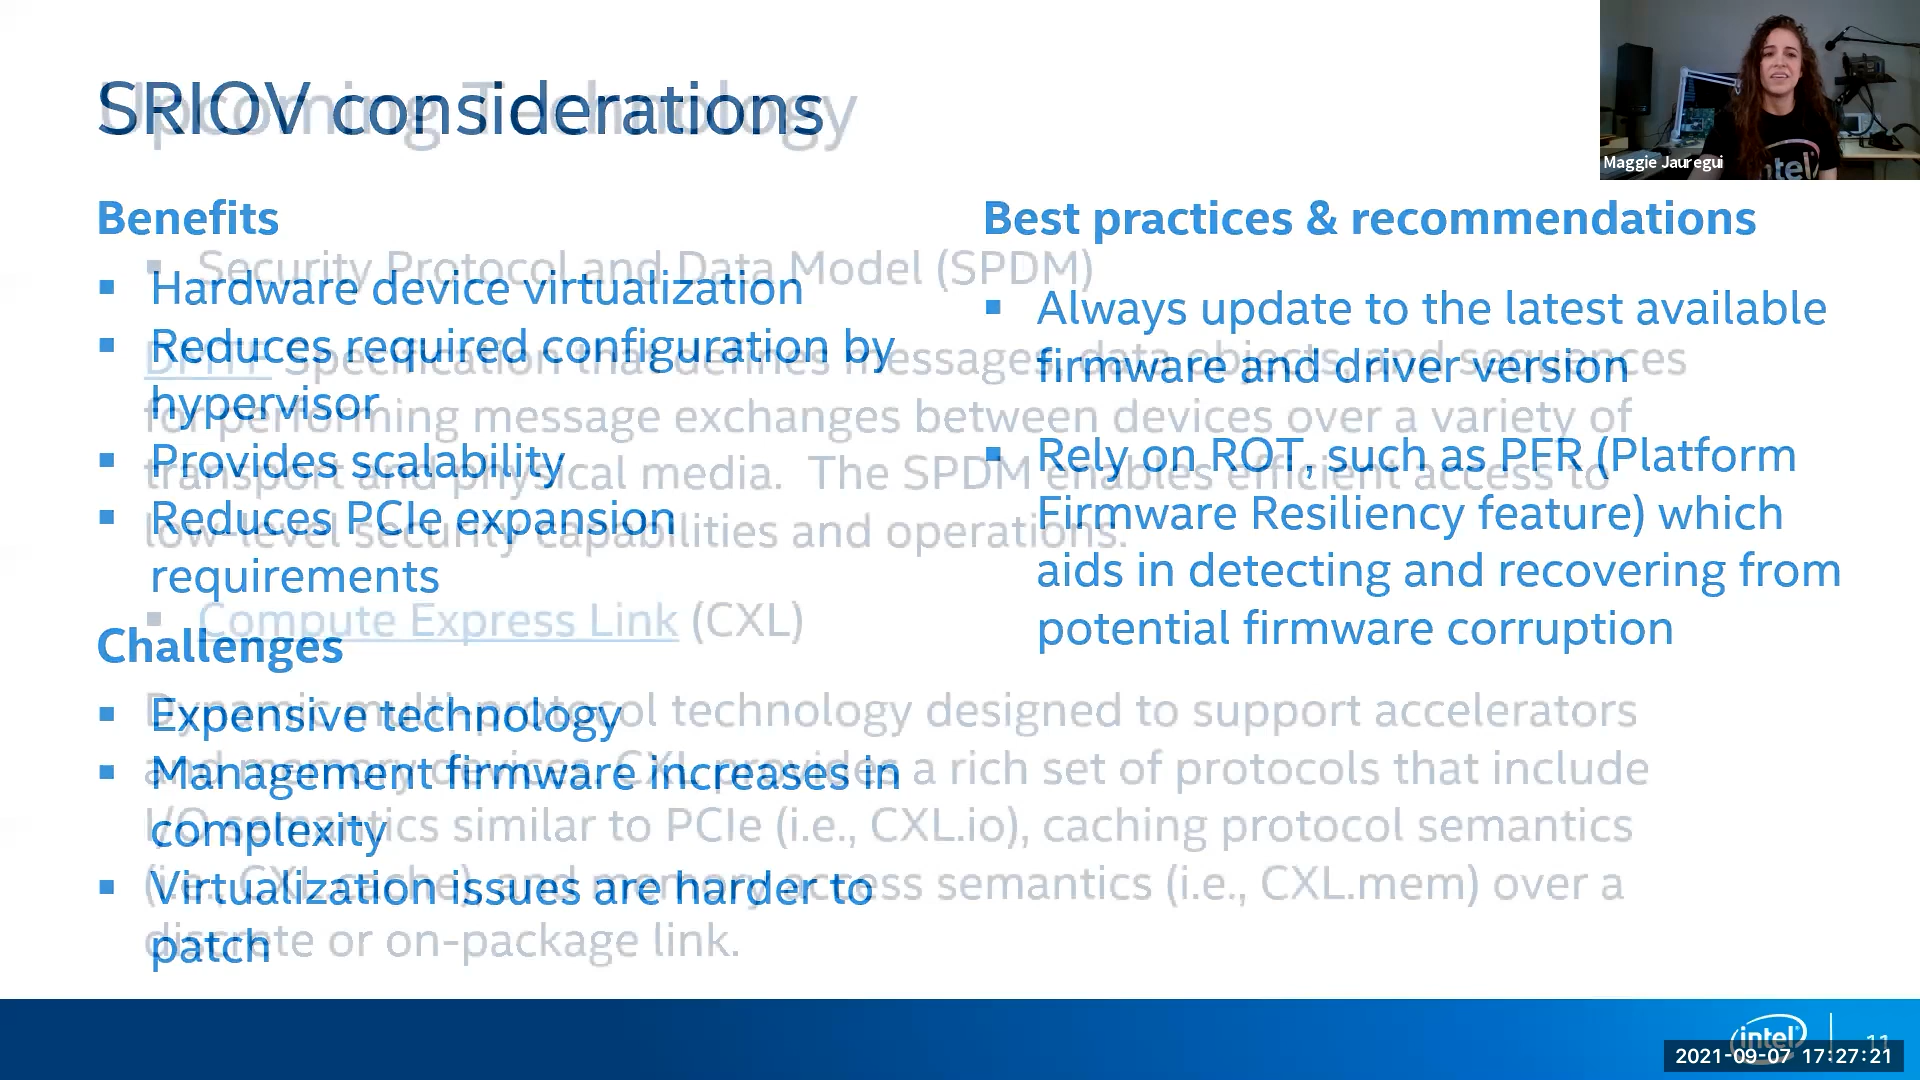 SRIOV considerations
Upcoming Technology
Maggie Jauregui
intel
Benefits
Hardware device virtualization
Reduces required configuration by
hypervisor
Provides scalability
Reduces PCIe expansion
requirements
Challenges
Expensive technology
Management firmware increases in
complexity
Virtualization issues are harder to
patch
Best practices & recommendations
Always update to the latest available
firmware and driver version
Rely on ROT, such as PFR (Platform
Firmware Resiliency feature) which
aids in detecting and recovering from
potential firmware corruption
Security Protocol and Data Model (SPDM)
DMTF Specification that defines messages, data objects, and sequences
for performing message exchanges between devices over a variety of
transport and physical media. The SPDM enables efficient access to
low-level security capabilities and operations.
Compute Express Link (CXL)
Dynamic multi-protocol technology designed to support accelerators
and memory devices. CXL provides a rich set of protocols that include
I/O semantics similar to PCIe (i.e., CXL.io), caching protocol semantics
(i.e., CXL.cache), and memory access semantics (i.e., CXL.mem) over a
discrete or on-package link.
intel
11
2021-09-07 17:27:21